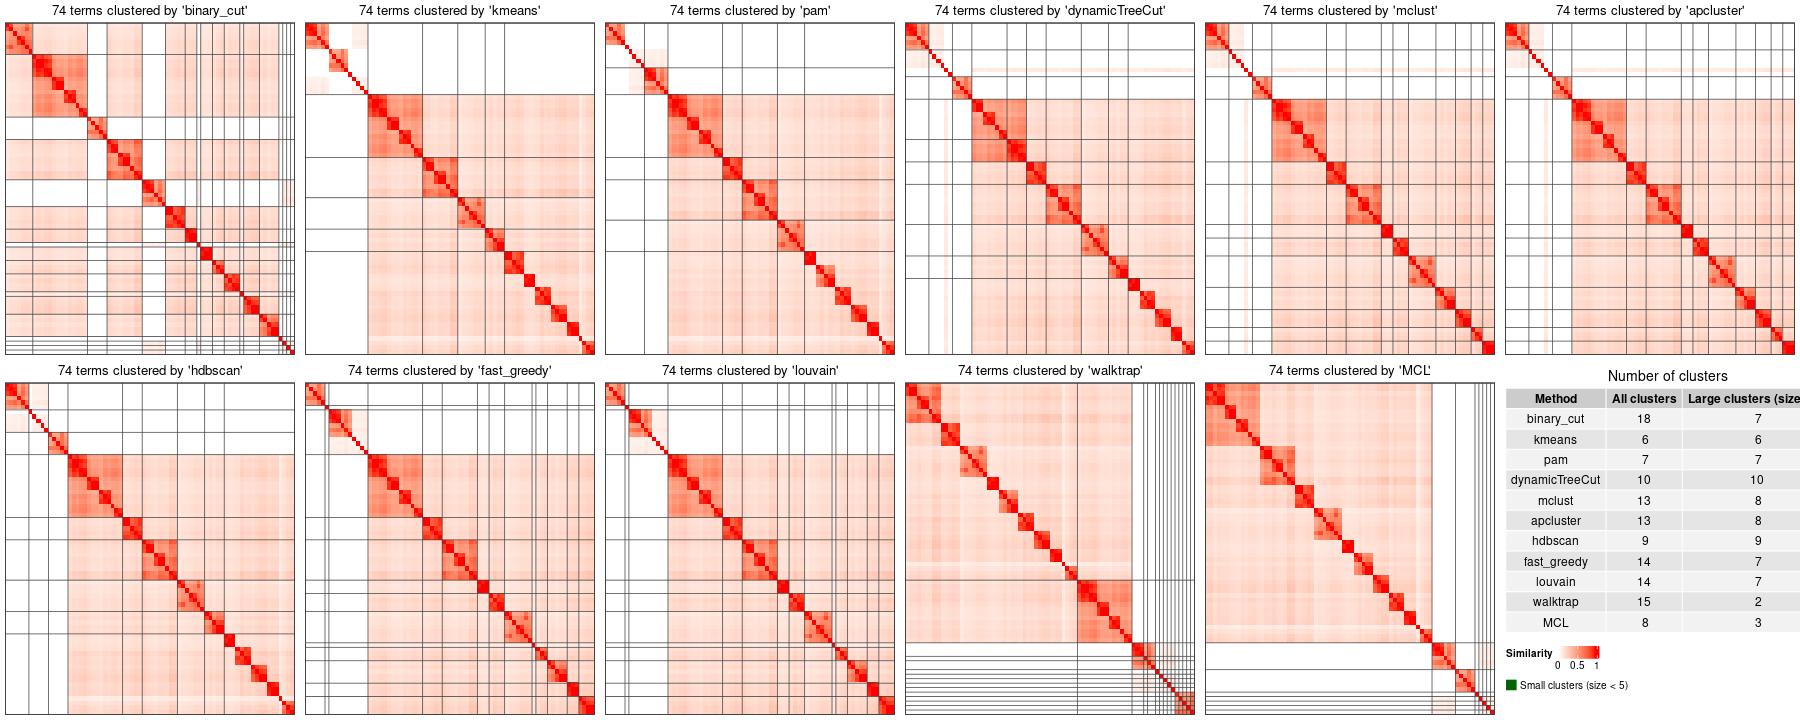 74 terms clustered by 'binary_cut'
74 terms clustered by 'kmeans'
74 terms clustered by 'pam'
74 terms clustered by 'dynamicTreeCut'
74 terms clustered by 'mclust'
74 terms clustered by 'apcluster'
74 terms clustered by 'hdbscan'
74 terms clustered by 'fast_greedy'
74 terms clustered by 'louvain'
74 terms clustered by 'walktrap'
74 terms clustered by 'MCL'
Number of clusters
Method All clusters Large clusters (size
binary_cut 18 7
kmeans 6 6
pam 7 7
dynamicTreeCut 10 10
mclust 13 8
apcluster 13 8
hdbscan 9 9
fast_greedy 14 7
louvain 14 7
walktrap 15 2
MCL 8 3
Similarity
0 0.5 1
Small clusters (size < 5)